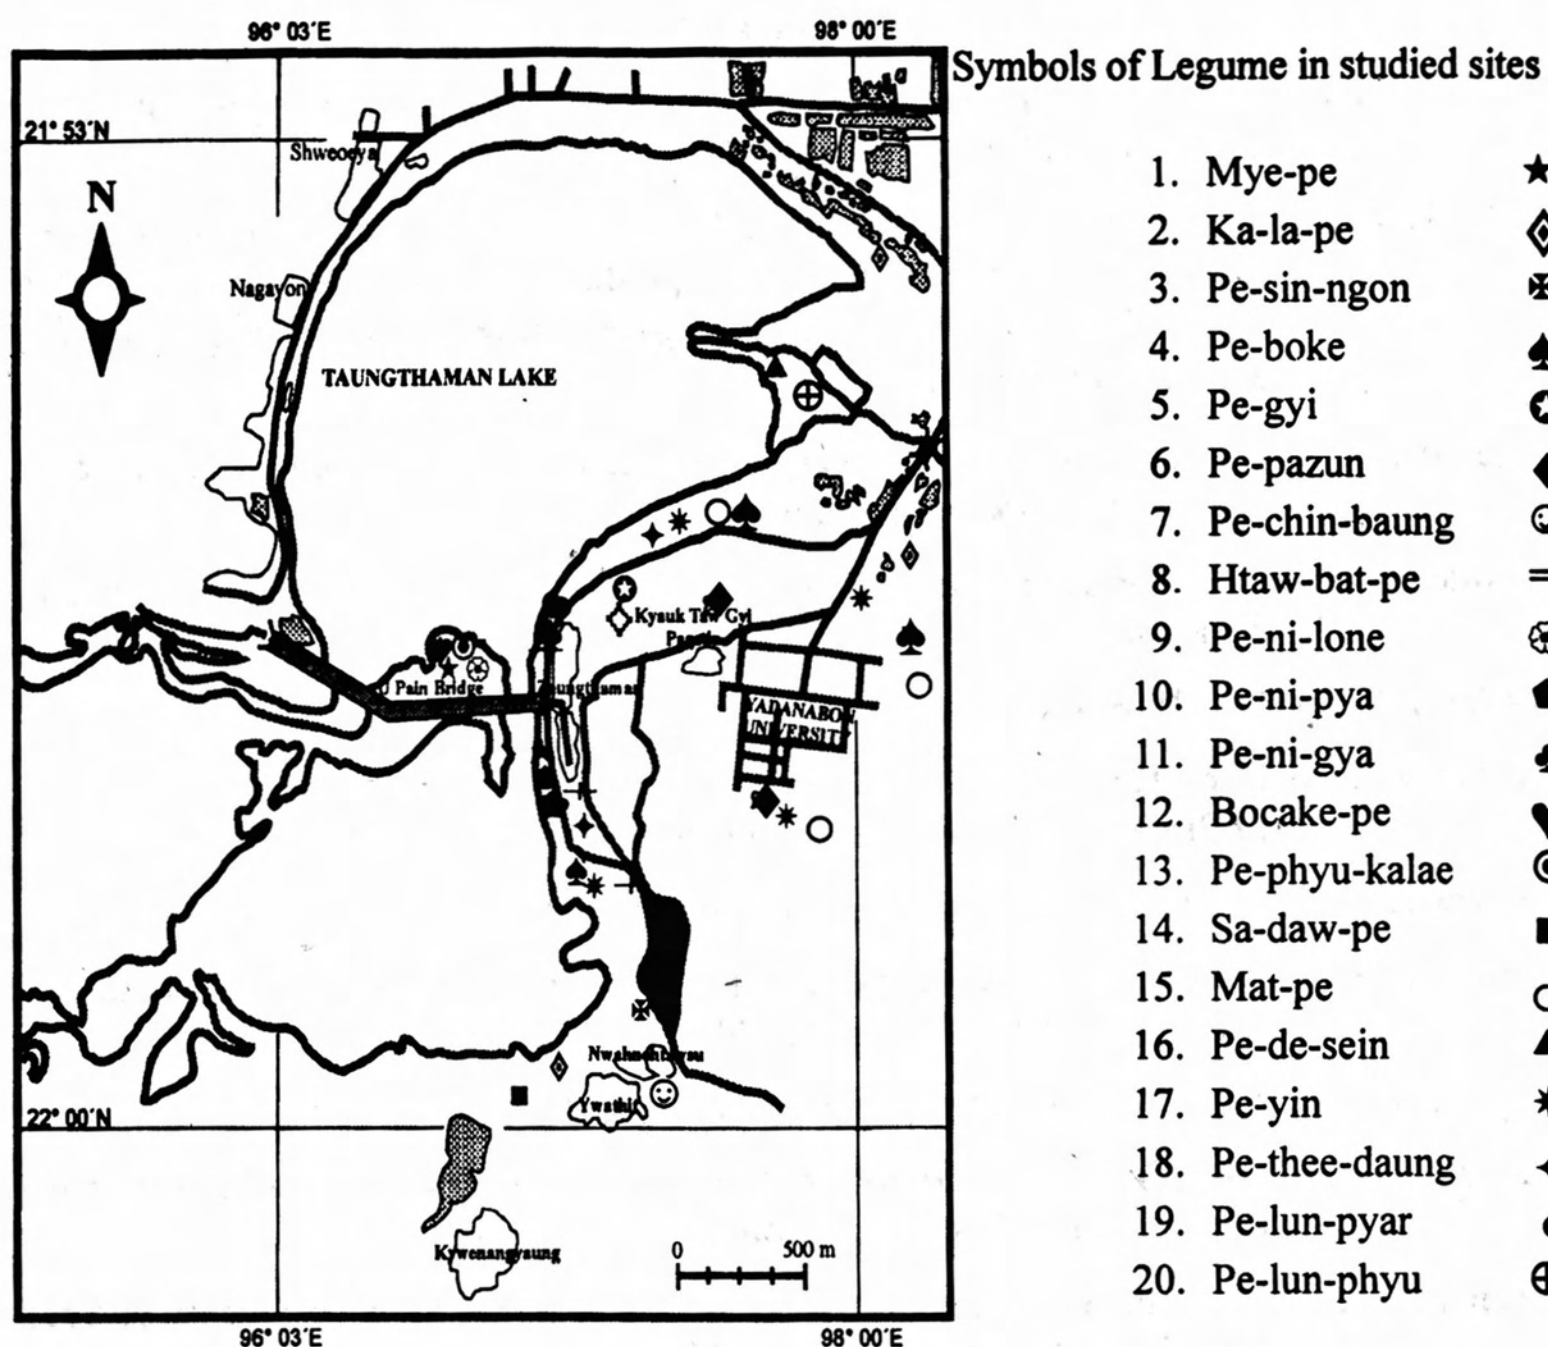 96° 03´E
98° 00´E
Symbols of Legume in studied sites
21° 53´N
Shweoeya
N
Nagayon
TAUNGTHAMAN LAKE
Kyauk Taw Gyi
U Pain Bridge
Taungthaman
YADANABON
UNIVERSITY
Ywathit
22° 00´N
Kywenangyaung
0 500 m
96° 03´E
98° 00´E
1. Mye-pe
2. Ka-la-pe
3. Pe-sin-ngon
4. Pe-boke
5. Pe-gyi
6. Pe-pazun
7. Pe-chin-baung
8. Htaw-bat-pe
9. Pe-ni-lone
10. Pe-ni-pya
11. Pe-ni-gya
12. Bocake-pe
13. Pe-phyu-kalae
14. Sa-daw-pe
15. Mat-pe
16. Pe-de-sein
17. Pe-yin
18. Pe-thee-daung
19. Pe-lun-pyar
20. Pe-lun-phyu